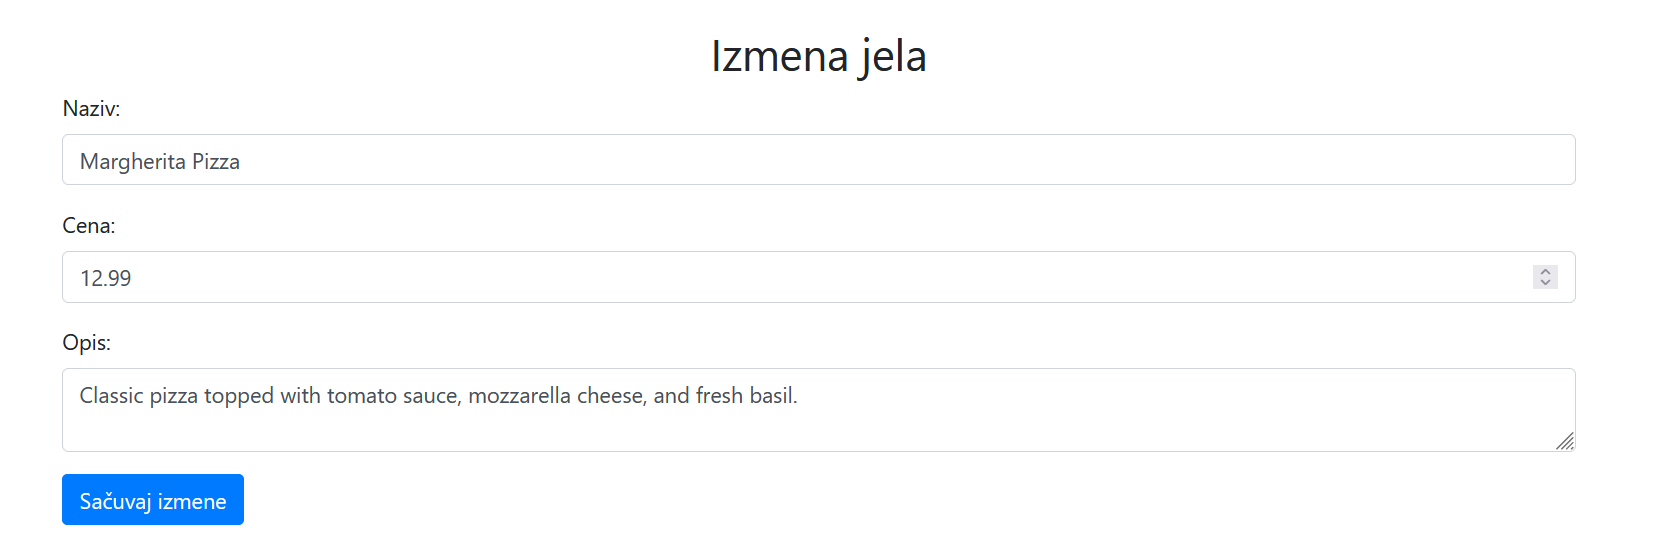 Izmena jela
Naziv:
Margherita Pizza
Cena:
12.99
Opis:
Classic pizza topped with tomato sauce, mozzarella cheese, and fresh basil.
Sačuvaj izmene